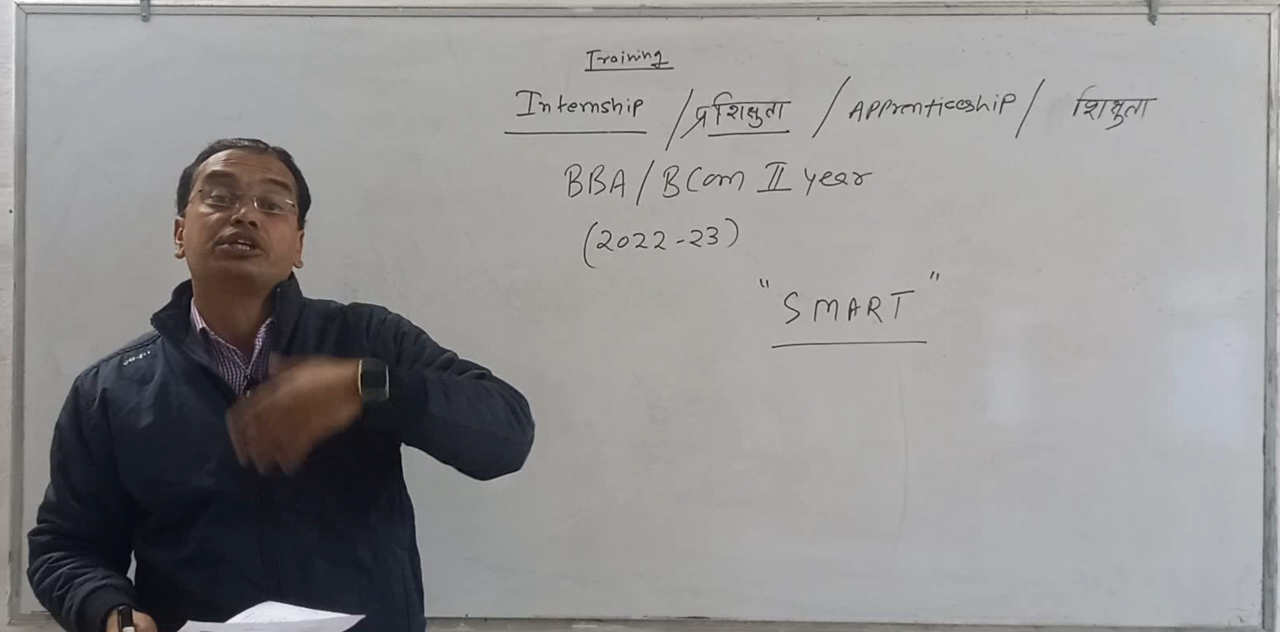 Training
Internship / प्रशिक्षुता / Apprenticeship / शिक्षुता
BBA / BCom II year
(2022-23)
"SMART"